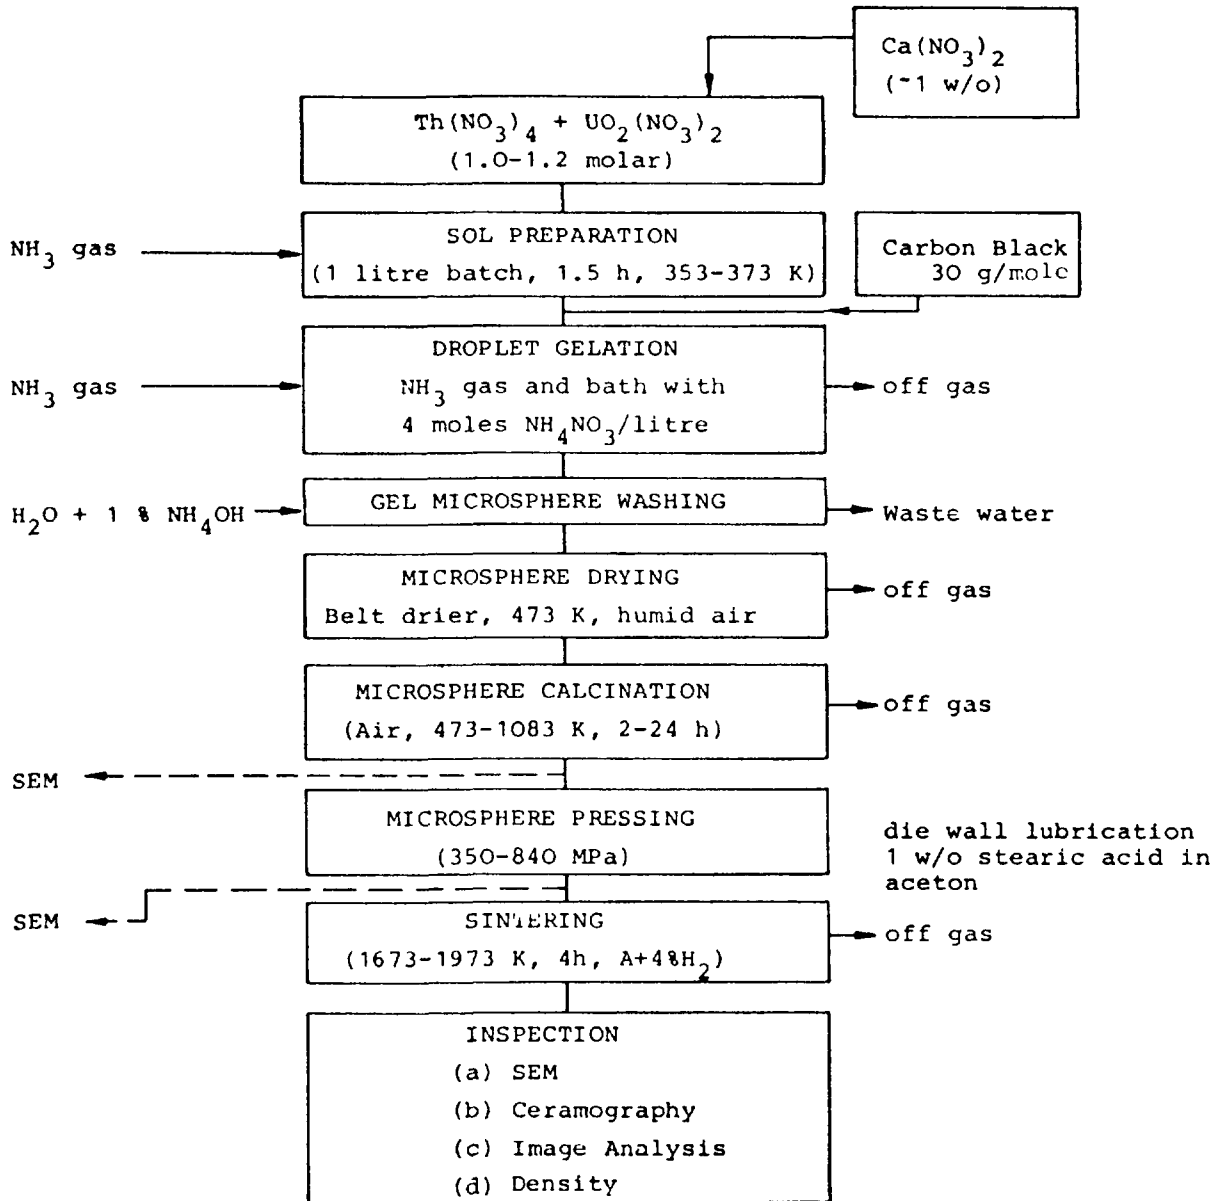 Ca(NO3)2
(~1 w/o)
Th(NO3)4 + UO2(NO3)2
(1.0-1.2 molar)
NH3 gas
SOL PREPARATION
(1 litre batch, 1.5 h, 353-373 K)
Carbon Black
30 g/mole
NH3 gas
DROPLET GELATION
NH3 gas and bath with
4 moles NH4NO3/litre
off gas
H2O + 1 % NH4OH
GEL MICROSPHERE WASHING
Waste water
MICROSPHERE DRYING
Belt drier, 473 K, humid air
off gas
MICROSPHERE CALCINATION
(Air, 473-1083 K, 2-24 h)
off gas
SEM
MICROSPHERE PRESSING
(350-840 MPa)
die wall lubrication
1 w/o stearic acid in
aceton
SEM
SINTERING
(1673-1973 K, 4h, A+4%H2)
off gas
INSPECTION
(a) SEM
(b) Ceramography
(c) Image Analysis
(d) Density